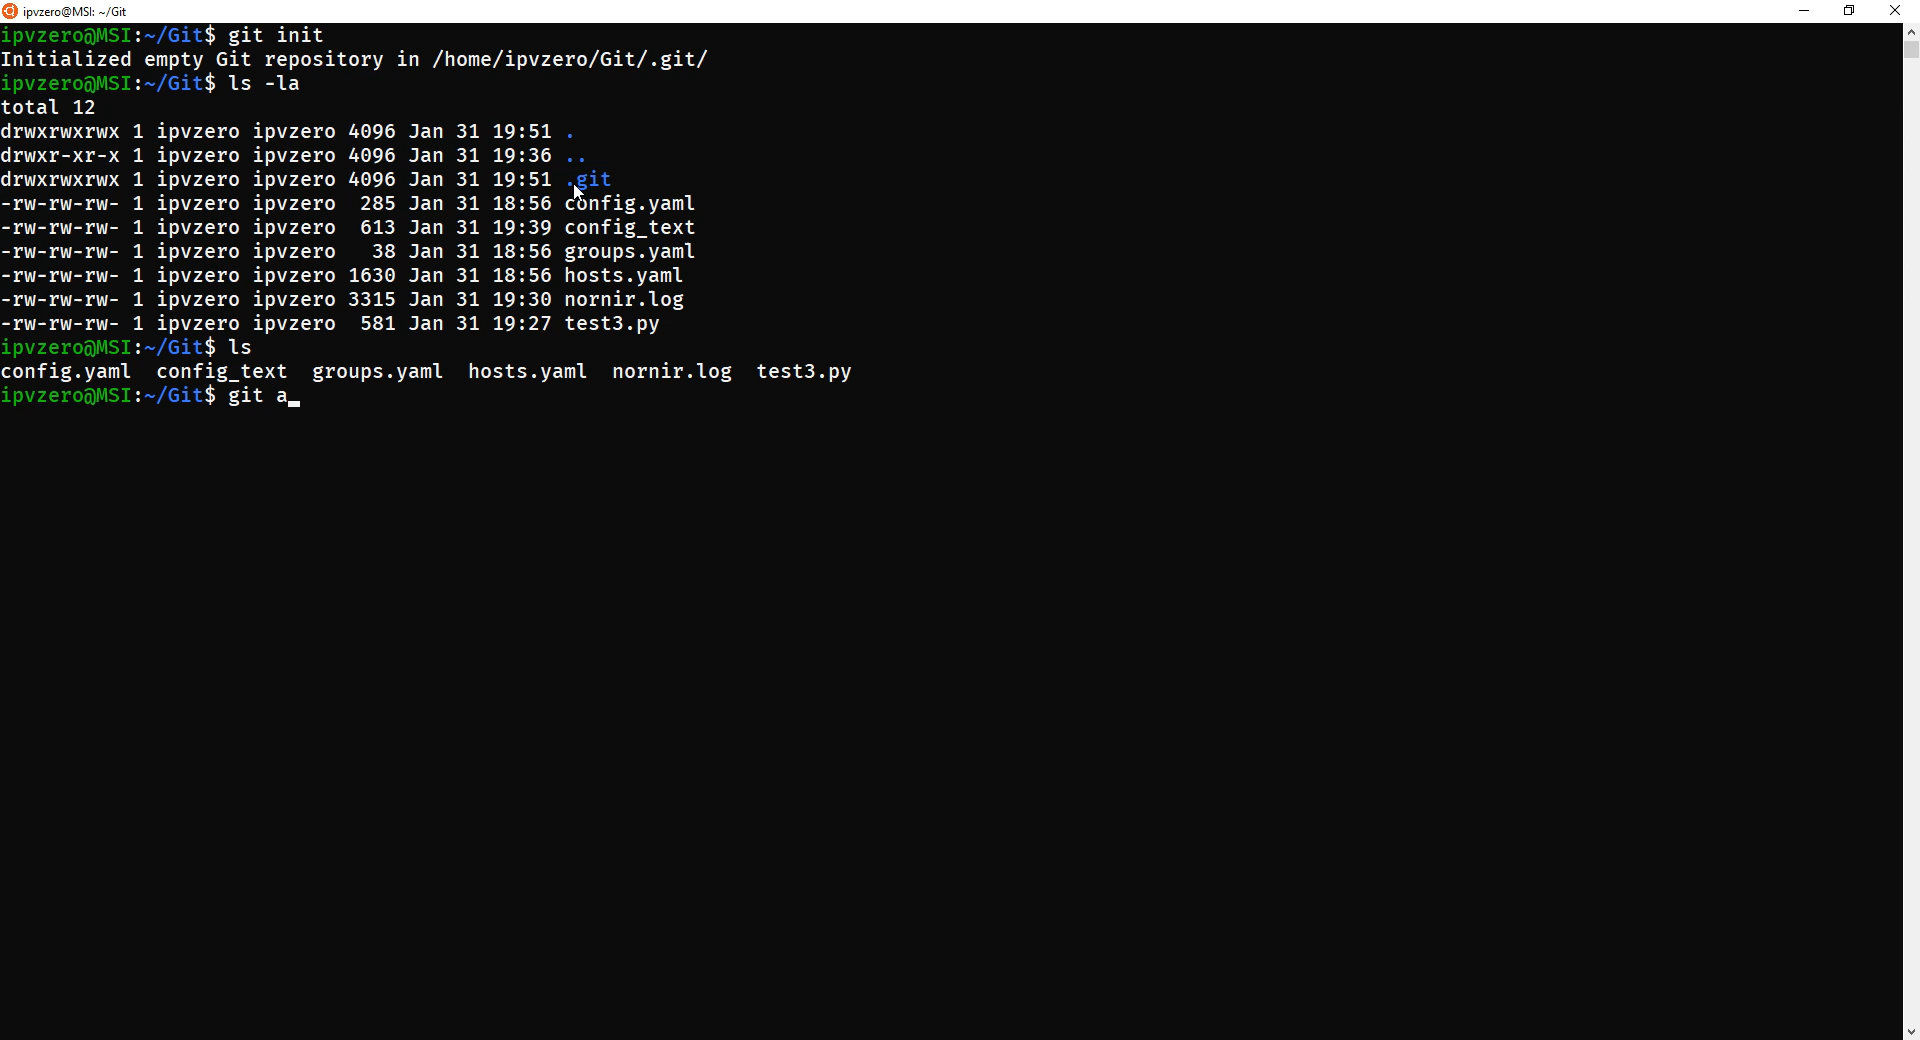 ipvzero@MSI: ~/Git
ipvzero@MSI:~/Git$ git init
Initialized empty Git repository in /home/ipvzero/Git/.git/
ipvzero@MSI:~/Git$ ls -la
total 12
drwxrwxrwx 1 ipvzero ipvzero 4096 Jan 31 19:51 .
drwxr-xr-x 1 ipvzero ipvzero 4096 Jan 31 19:36 ..
drwxrwxrwx 1 ipvzero ipvzero 4096 Jan 31 19:51 .git
-rw-rw-rw- 1 ipvzero ipvzero  285 Jan 31 18:56 config.yaml
-rw-rw-rw- 1 ipvzero ipvzero  613 Jan 31 19:39 config_text
-rw-rw-rw- 1 ipvzero ipvzero   38 Jan 31 18:56 groups.yaml
-rw-rw-rw- 1 ipvzero ipvzero 1630 Jan 31 18:56 hosts.yaml
-rw-rw-rw- 1 ipvzero ipvzero 3315 Jan 31 19:30 nornir.log
-rw-rw-rw- 1 ipvzero ipvzero  581 Jan 31 19:27 test3.py
ipvzero@MSI:~/Git$ ls
config.yaml  config_text  groups.yaml  hosts.yaml  nornir.log  test3.py
ipvzero@MSI:~/Git$ git a